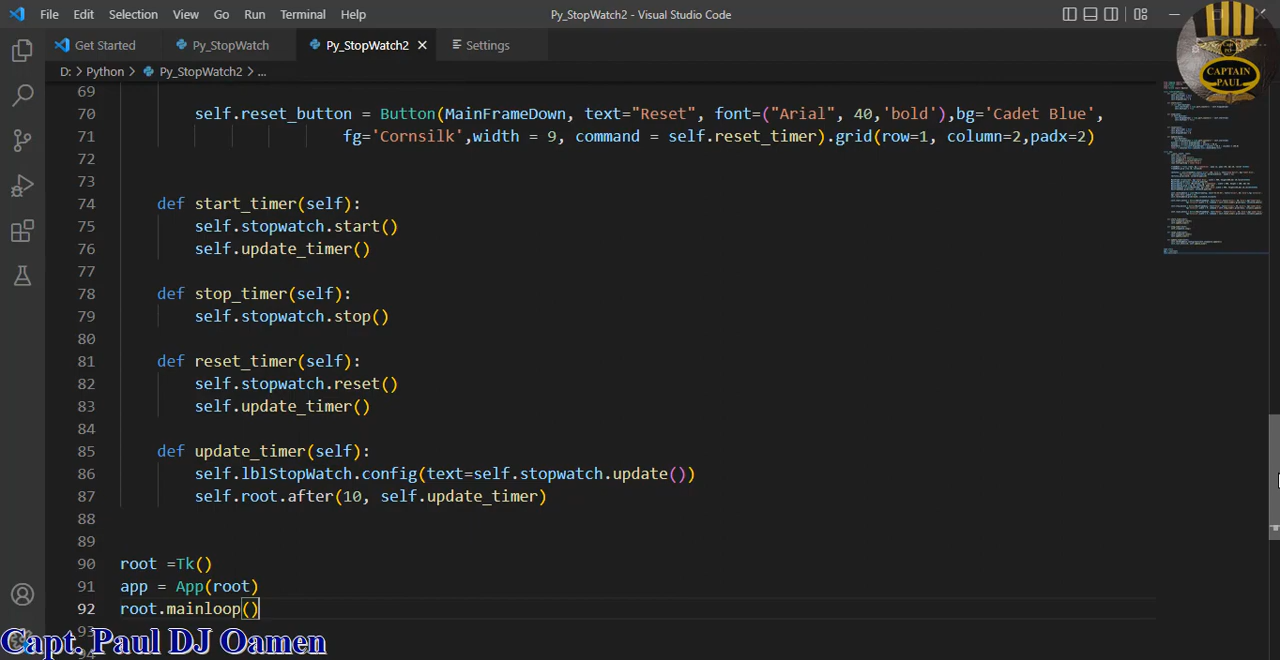 File Edit Selection View Go Run Terminal Help Py_StopWatch2 - Visual Studio Code
Get Started Py_StopWatch Py_StopWatch2 Settings
D: > Python > Py_StopWatch2 > ...
CAPTAIN
PAUL
69
70 self.reset_button = Button(MainFrameDown, text="Reset", font=("Arial", 40,'bold'),bg='Cadet Blue',
71 fg='Cornsilk',width = 9, command = self.reset_timer).grid(row=1, column=2,padx=2)
72
73
74 def start_timer(self):
75 self.stopwatch.start()
76 self.update_timer()
77
78 def stop_timer(self):
79 self.stopwatch.stop()
80
81 def reset_timer(self):
82 self.stopwatch.reset()
83 self.update_timer()
84
85 def update_timer(self):
86 self.lblStopWatch.config(text=self.stopwatch.update())
87 self.root.after(10, self.update_timer)
88
89
90 root =Tk()
91 app = App(root)
92 root.mainloop()
93
Capt. Paul DJ Oamen